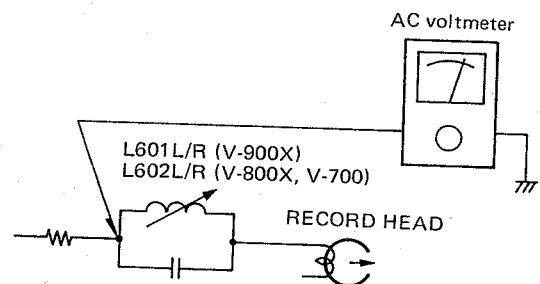 AC voltmeter
L601L/R (V-900X)
L602L/R (V-800X, V-700)
RECORD HEAD